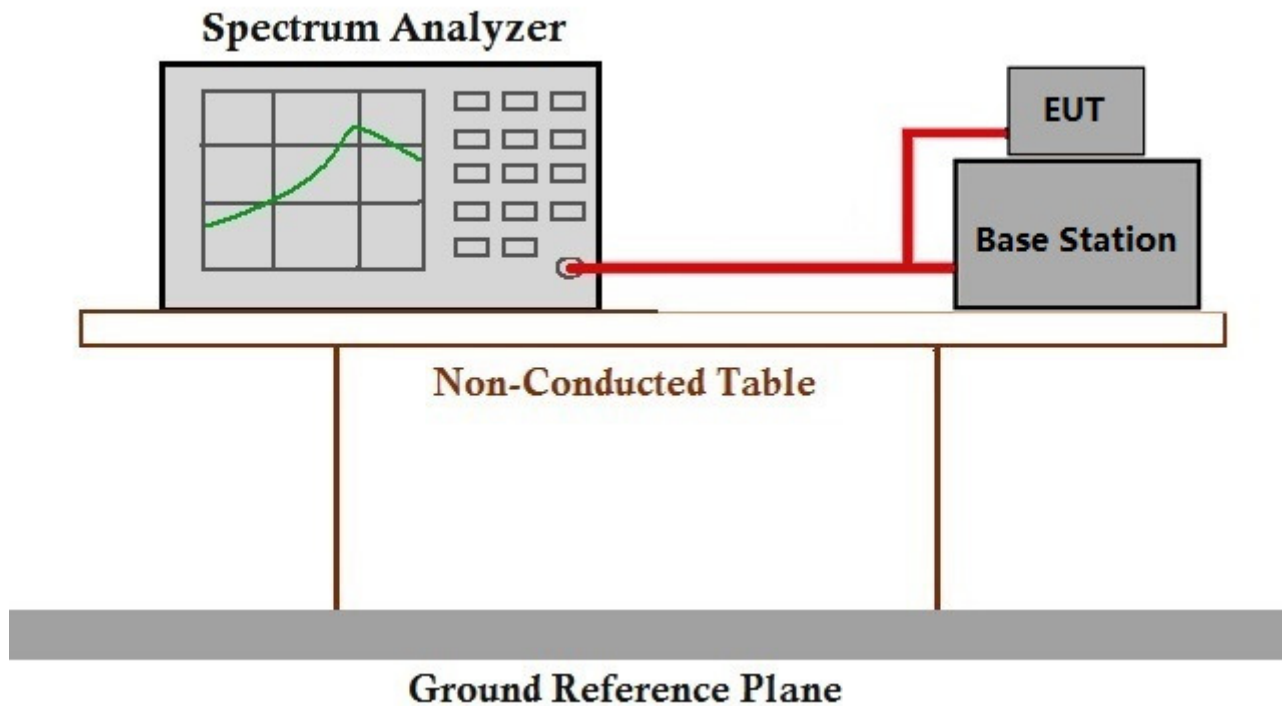 Spectrum Analyzer
EUT
Base Station
Non-Conducted Table
Ground Reference Plane